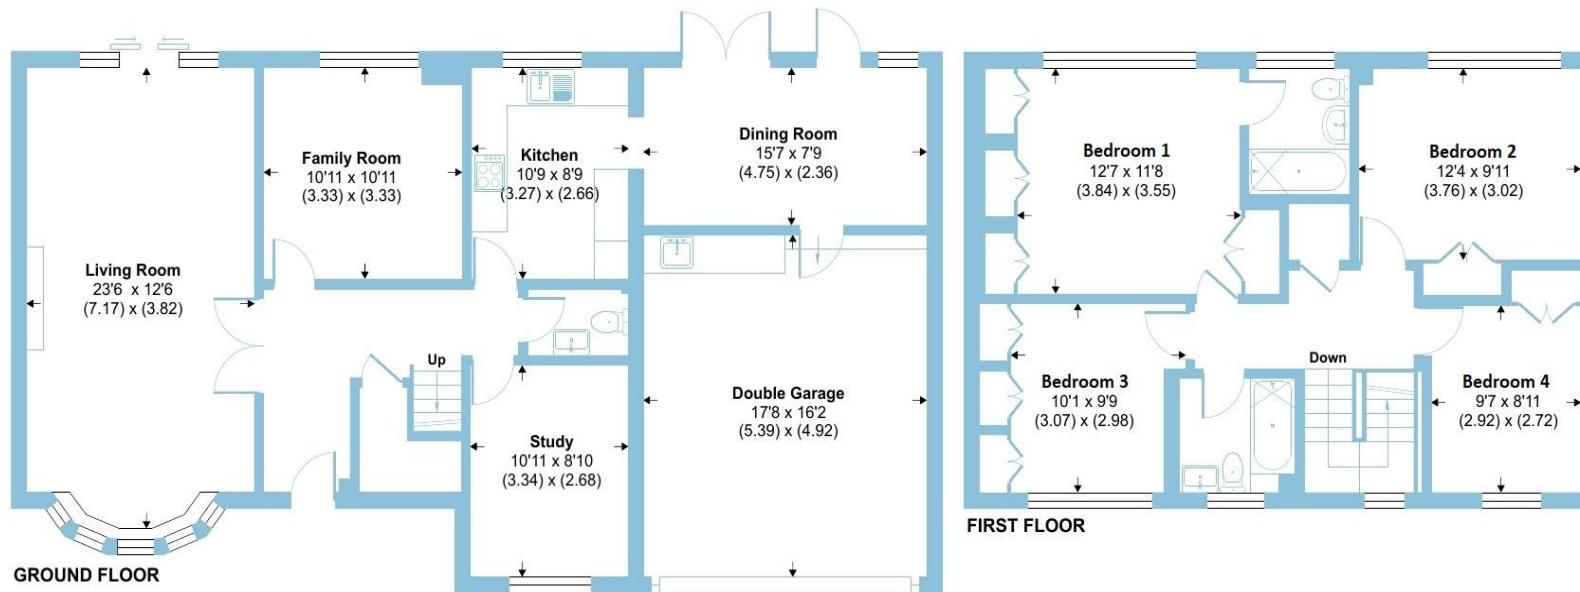 Living Room
23'6 x 12'6
(7.17) x (3.82)
Family Room
10'11 x 10'11
(3.33) x (3.33)
Kitchen
10'9 x 8'9
(3.27) x (2.66)
Dining Room
15'7 x 7'9
(4.75) x (2.36)
Up
Study
10'11 x 8'10
(3.34) x (2.68)
Double Garage
17'8 x 16'2
(5.39) x (4.92)
GROUND FLOOR
Bedroom 1
12'7 x 11'8
(3.84) x (3.55)
Bedroom 2
12'4 x 9'11
(3.76) x (3.02)
Bedroom 3
10'1 x 9'9
(3.07) x (2.98)
Down
Bedroom 4
9'7 x 8'11
(2.92) x (2.72)
FIRST FLOOR